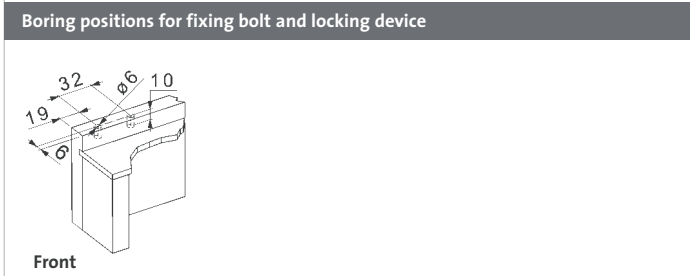 Boring positions for fixing bolt and locking device
32
ø6
10
19
6
Front